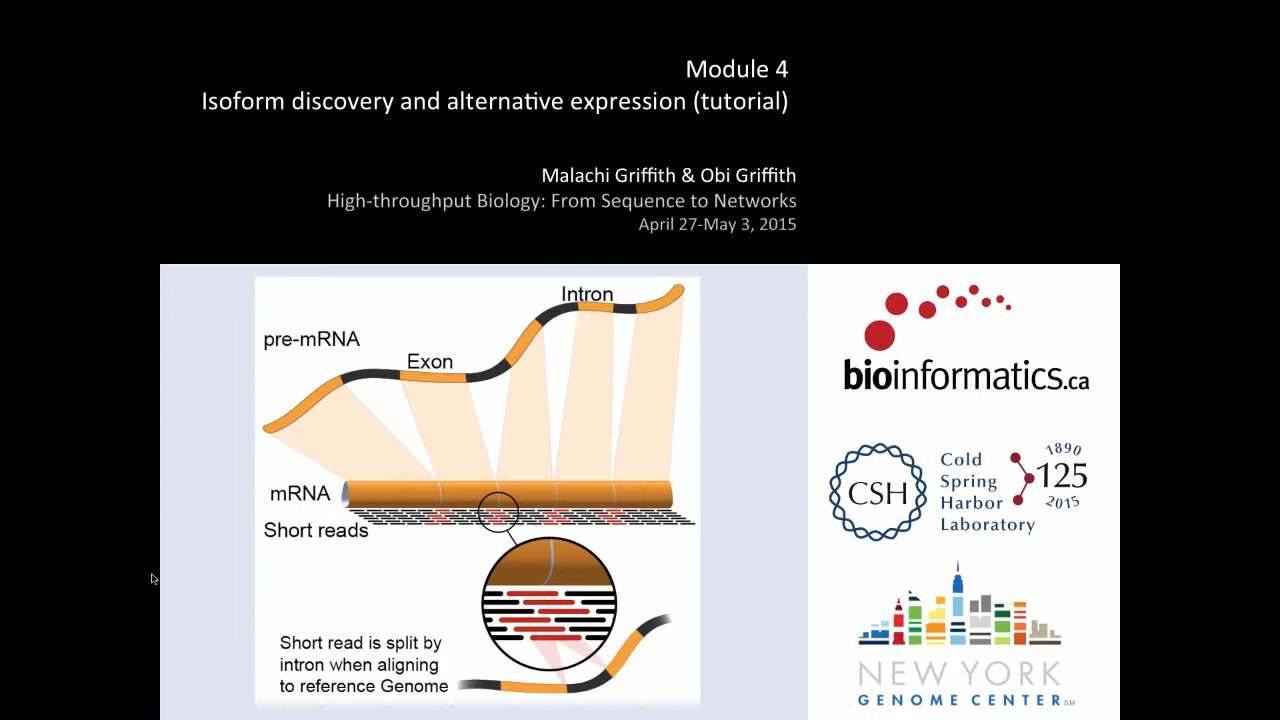 Module 4
Isoform discovery and alternative expression (tutorial)
Malachi Griffith & Obi Griffith
High-throughput Biology: From Sequence to Networks
April 27-May 3, 2015
Intron
pre-mRNA
Exon
mRNA
Short reads
Short read is split by
intron when aligning
to reference Genome
bioinformatics.ca
CSH
Cold
Spring
Harbor
Laboratory
1890
125
2015
NEW YORK
GENOME CENTER SM